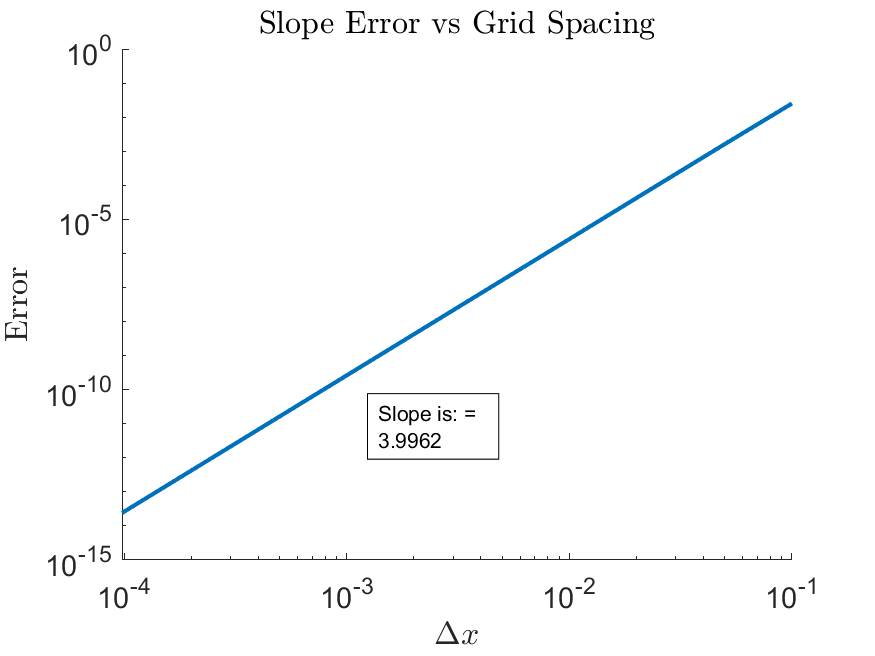 Slope Error vs Grid Spacing
10^0
10^-5
10^-10
10^-15
Error
Slope is: =
3.9962
10^-4 10^-3 10^-2 10^-1
Δx